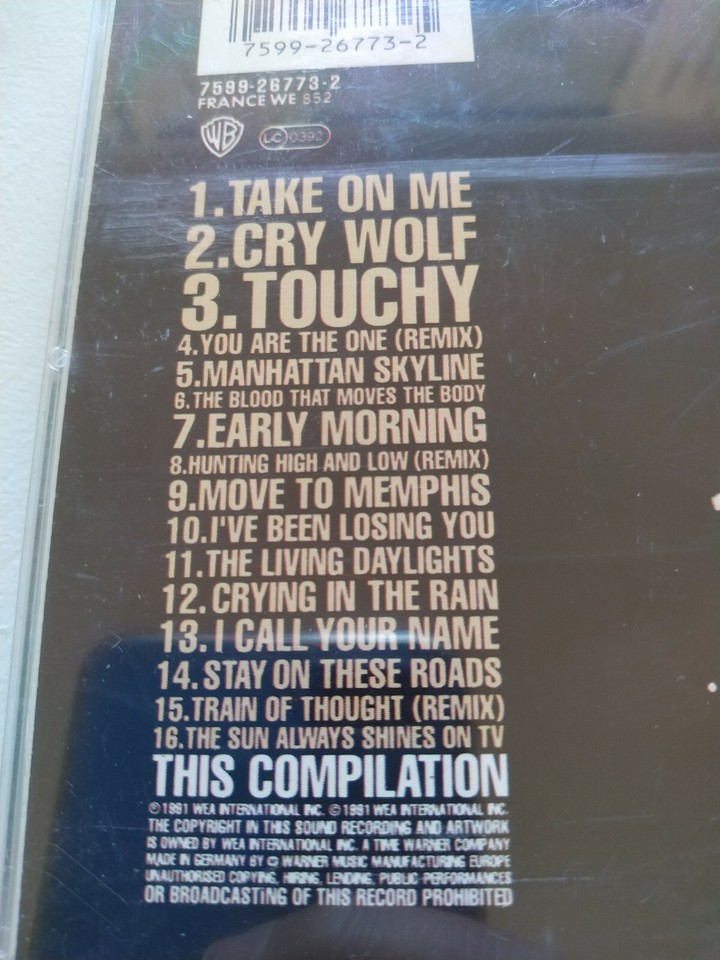 7599-26773-2
7599-26773-2
FRANCE WE 852
WB LC 0392
1.TAKE ON ME
2.CRY WOLF
3.TOUCHY
4.YOU ARE THE ONE (REMIX)
5.MANHATTAN SKYLINE
6.THE BLOOD THAT MOVES THE BODY
7.EARLY MORNING
8.HUNTING HIGH AND LOW (REMIX)
9.MOVE TO MEMPHIS
10.I'VE BEEN LOSING YOU
11.THE LIVING DAYLIGHTS
12.CRYING IN THE RAIN
13.I CALL YOUR NAME
14.STAY ON THESE ROADS
15.TRAIN OF THOUGHT (REMIX)
16.THE SUN ALWAYS SHINES ON TV
THIS COMPILATION
℗ 1991 WEA INTERNATIONAL INC. © 1991 WEA INTERNATIONAL INC.
THE COPYRIGHT IN THIS SOUND RECORDING AND ARTWORK
IS OWNED BY WEA INTERNATIONAL INC. A TIME WARNER COMPANY
MADE IN GERMANY BY WARNER MUSIC MANUFACTURING EUROPE
UNAUTHORISED COPYING, HIRING, LENDING, PUBLIC PERFORMANCES
OR BROADCASTING OF THIS RECORD PROHIBITED